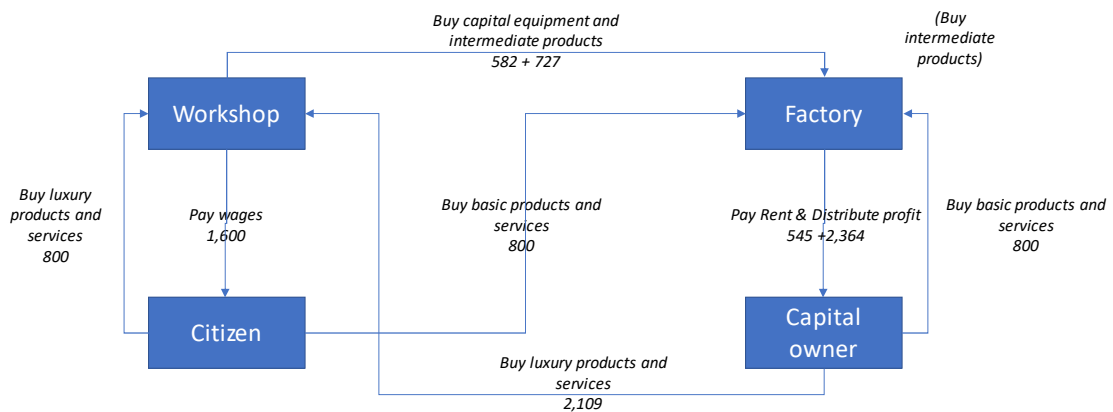 Buy capital equipment and
intermediate products
582 + 727
(Buy
intermediate
products)
Workshop
Factory
Buy luxury
products and
services
800
Pay wages
1,600
Buy basic products and
services
800
Pay Rent & Distribute profit
545 +2,364
Buy basic products and
services
800
Citizen
Capital
owner
Buy luxury products and
services
2,109